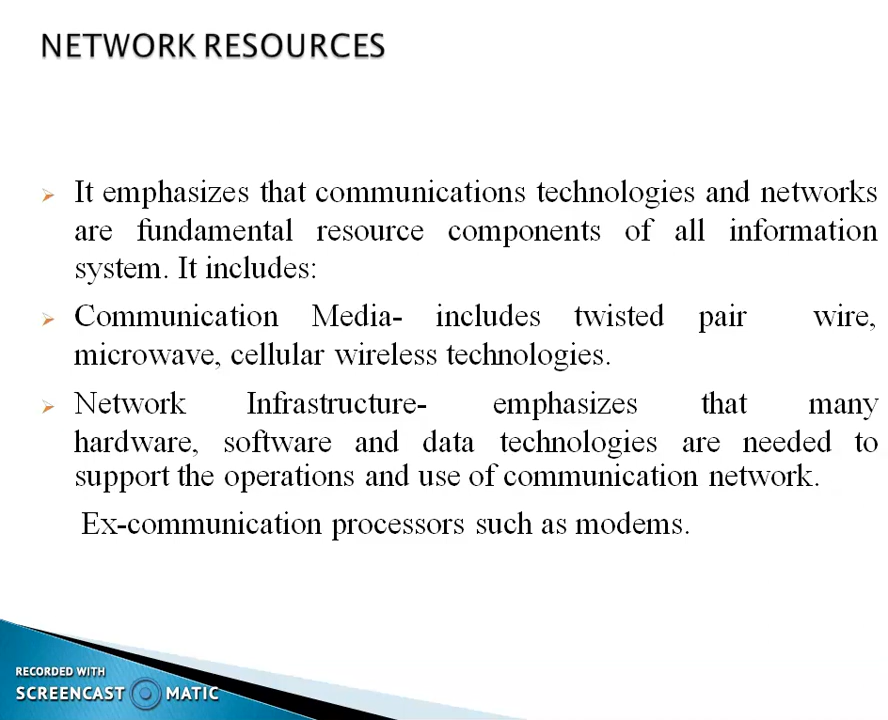 NETWORK RESOURCES
It emphasizes that communications technologies and networks
are fundamental resource components of all information
system. It includes:
Communication Media- includes twisted pair wire,
microwave, cellular wireless technologies.
Network Infrastructure- emphasizes that many
hardware, software and data technologies are needed to
support the operations and use of communication network.
Ex-communication processors such as modems.
RECORDED WITH
SCREENCAST MATIC